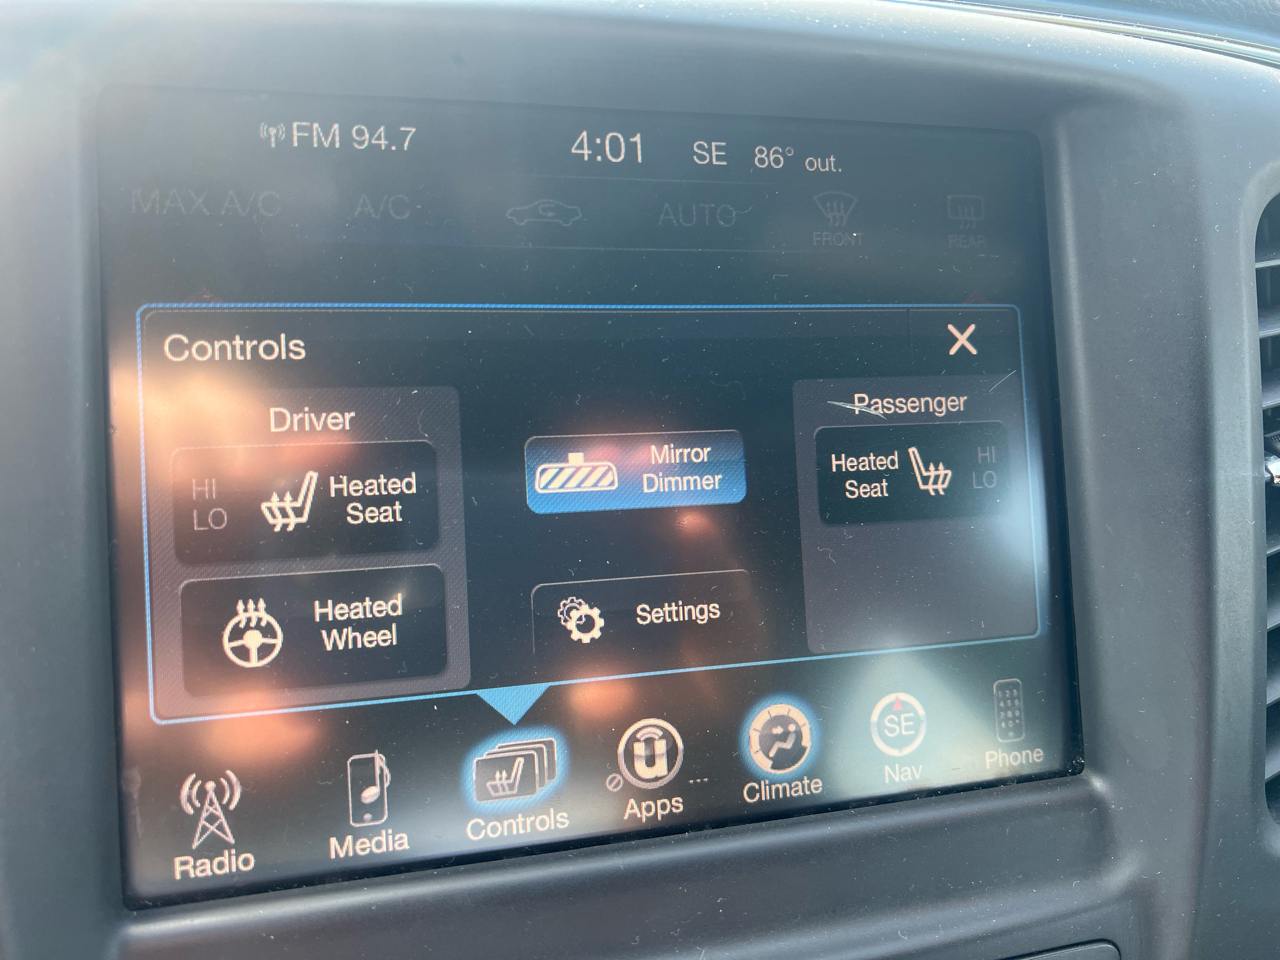 FM 94.7 4:01 SE 86° out.
MAX A/C A/C AUTO FRONT REAR
Controls X
Driver
HI
LO
Heated
Seat
Heated
Wheel
Mirror
Dimmer
Settings
Passenger
Heated
Seat
HI
LO
Radio Media Controls Apps ... Climate SE Nav Phone